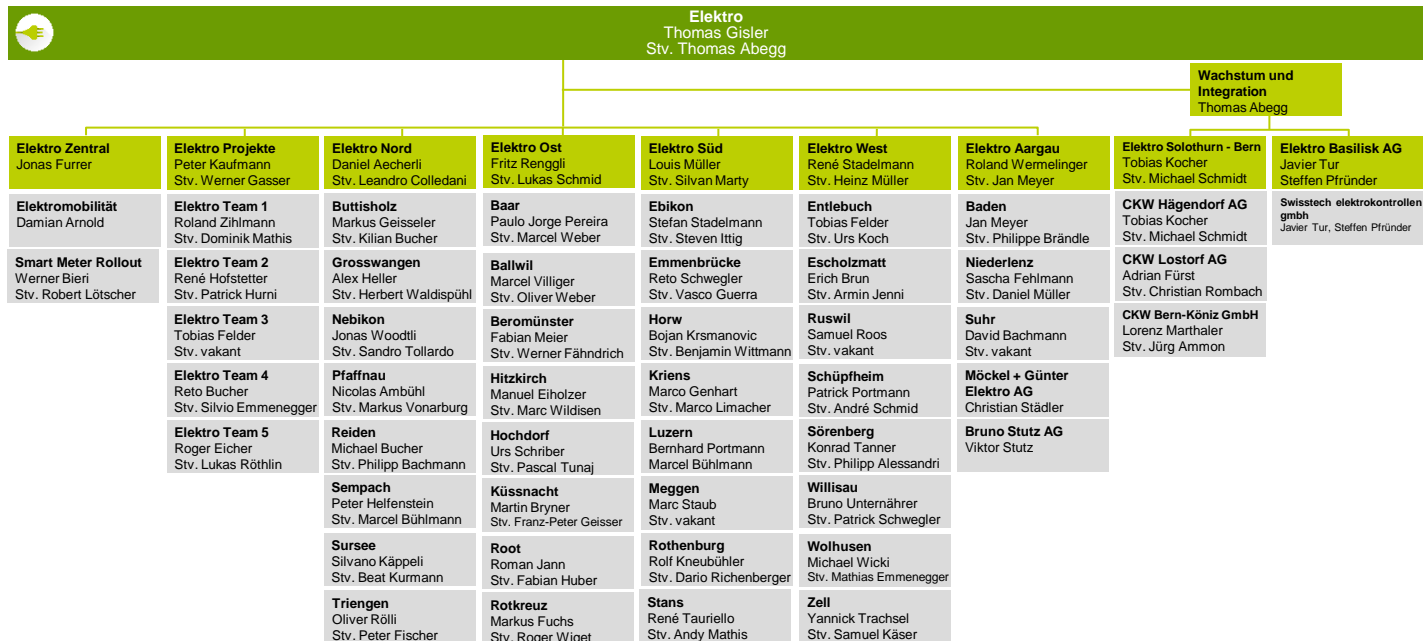 Elektro
Thomas Gisler
Stv. Thomas Abegg
Wachstum und
Integration
Thomas Abegg
Elektro Zentral
Jonas Furrer
Elektromobilität
Damian Arnold
Smart Meter Rollout
Werner Bieri
Stv. Robert Lötscher
Elektro Projekte
Peter Kaufmann
Stv. Werner Gasser
Elektro Team 1
Roland Zihlmann
Stv. Dominik Mathis
Elektro Team 2
René Hofstetter
Stv. Patrick Hurni
Elektro Team 3
Tobias Felder
Stv. vakant
Elektro Team 4
Reto Bucher
Stv. Silvio Emmenegger
Elektro Team 5
Roger Eicher
Stv. Lukas Röthlin
Elektro Nord
Daniel Aecherli
Stv. Leandro Colledani
Buttisholz
Markus Geisseler
Stv. Kilian Bucher
Grosswangen
Alex Heller
Stv. Herbert Waldispühl
Nebikon
Jonas Woodtli
Stv. Sandro Tollardo
Pfaffnau
Nicolas Ambühl
Stv. Markus Vonarburg
Reiden
Michael Bucher
Stv. Philipp Bachmann
Sempach
Peter Helfenstein
Stv. Marcel Bühlmann
Sursee
Silvano Käppeli
Stv. Beat Kurmann
Triengen
Oliver Rölli
Stv. Peter Fischer
Elektro Ost
Fritz Renggli
Stv. Lukas Schmid
Baar
Paulo Jorge Pereira
Stv. Marcel Weber
Ballwil
Marcel Villiger
Stv. Oliver Weber
Beromünster
Fabian Meier
Stv. Werner Fähndrich
Hitzkirch
Manuel Eiholzer
Stv. Marc Wildisen
Hochdorf
Urs Schriber
Stv. Pascal Tunaj
Küssnacht
Martin Bryner
Stv. Franz-Peter Geisser
Root
Roman Jann
Stv. Fabian Huber
Rotkreuz
Markus Fuchs
Stv. Roger Wiget
Elektro Süd
Louis Müller
Stv. Silvan Marty
Ebikon
Stefan Stadelmann
Stv. Steven Ittig
Emmenbrücke
Reto Schwegler
Stv. Vasco Guerra
Horw
Bojan Krsmanovic
Stv. Benjamin Wittmann
Kriens
Marco Genhart
Stv. Marco Limacher
Luzern
Bernhard Portmann
Marcel Bühlmann
Meggen
Marc Staub
Stv. vakant
Rothenburg
Rolf Kneubühler
Stv. Dario Richenberger
Stans
René Tauriello
Stv. Andy Mathis
Elektro West
René Stadelmann
Stv. Heinz Müller
Entlebuch
Tobias Felder
Stv. Urs Koch
Escholzmatt
Erich Brun
Stv. Armin Jenni
Ruswil
Samuel Roos
Stv. vakant
Schüpfheim
Patrick Portmann
Stv. André Schmid
Sörenberg
Konrad Tanner
Stv. Philipp Alessandri
Willisau
Bruno Unternährer
Stv. Patrick Schwegler
Wolhusen
Michael Wicki
Stv. Mathias Emmenegger
Zell
Yannick Trachsel
Stv. Samuel Käser
Elektro Aargau
Roland Wermelinger
Stv. Jan Meyer
Baden
Jan Meyer
Stv. Philippe Brändle
Niederlenz
Sascha Fehlmann
Stv. Daniel Müller
Suhr
David Bachmann
Stv. vakant
Möckel + Günter
Elektro AG
Christian Städler
Bruno Stutz AG
Viktor Stutz
Elektro Solothurn - Bern
Tobias Kocher
Stv. Michael Schmidt
CKW Hägendorf AG
Tobias Kocher
Stv. Michael Schmidt
CKW Lostorf AG
Adrian Fürst
Stv. Christian Rombach
CKW Bern-Köniz GmbH
Lorenz Marthaler
Stv. Jürg Ammon
Elektro Basilisk AG
Javier Tur
Steffen Pfründer
Swisstech elektrokontrollen
gmbh
Javier Tur, Steffen Pfründer